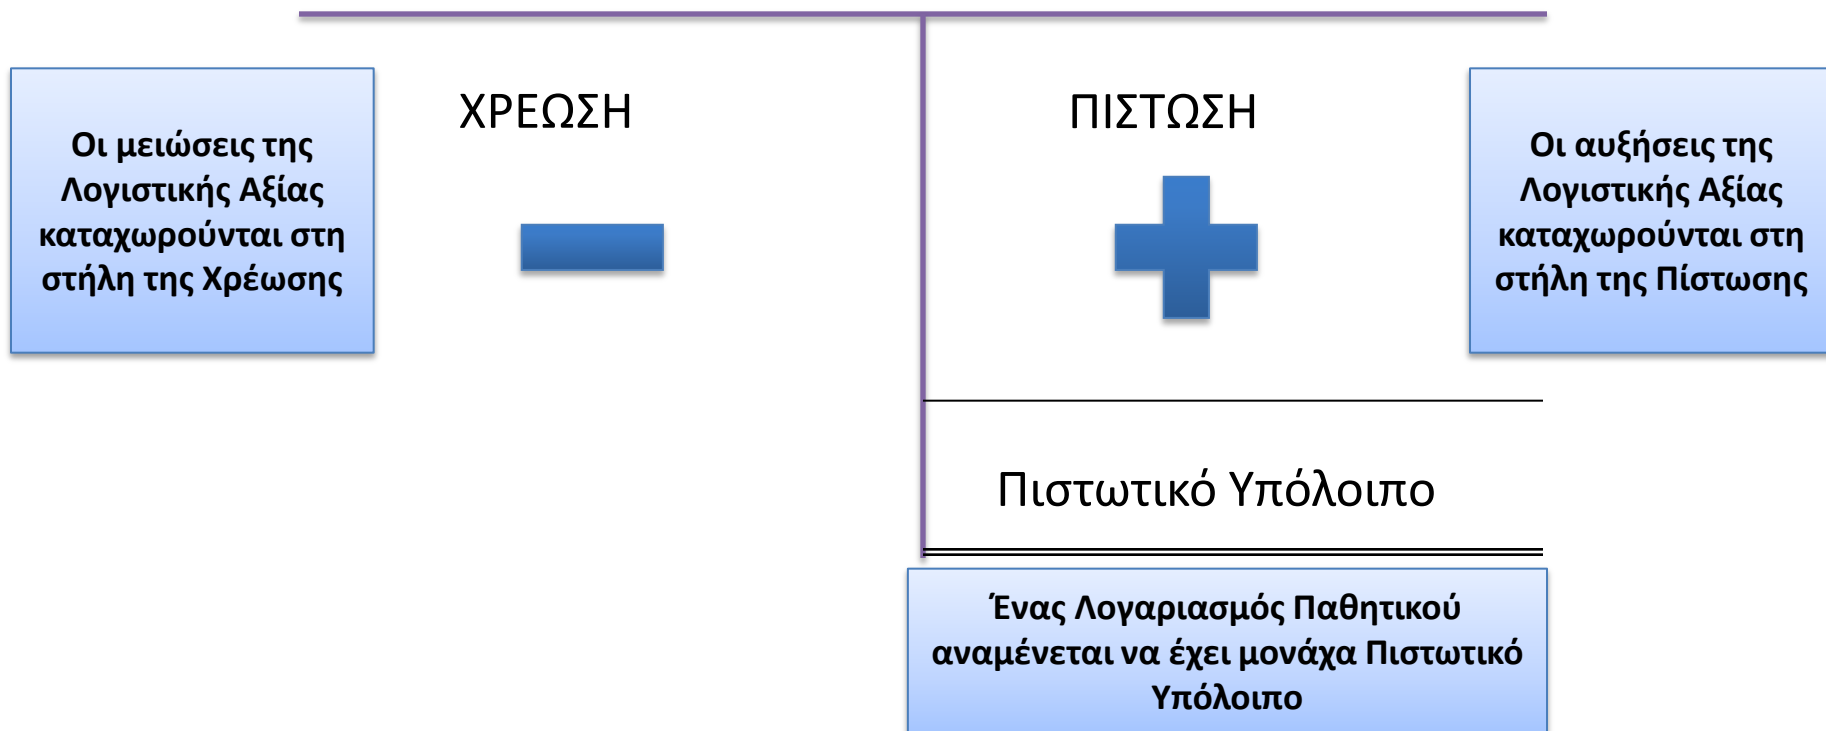 ΧΡΕΩΣΗ
ΠΙΣΤΩΣΗ
Οι μειώσεις της
Λογιστικής Αξίας
καταχωρούνται στη
στήλη της Χρέωσης
Οι αυξήσεις της
Λογιστικής Αξίας
καταχωρούνται στη
στήλη της Πίστωσης
Πιστωτικό Υπόλοιπο
Ένας Λογαριασμός Παθητικού
αναμένεται να έχει μονάχα Πιστωτικό
Υπόλοιπο